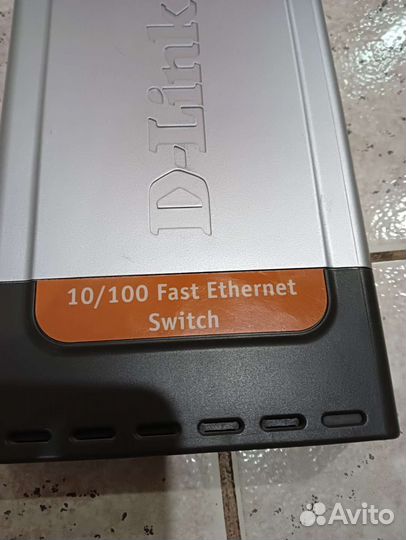 D-Link
10/100 Fast Ethernet
Switch
Avito